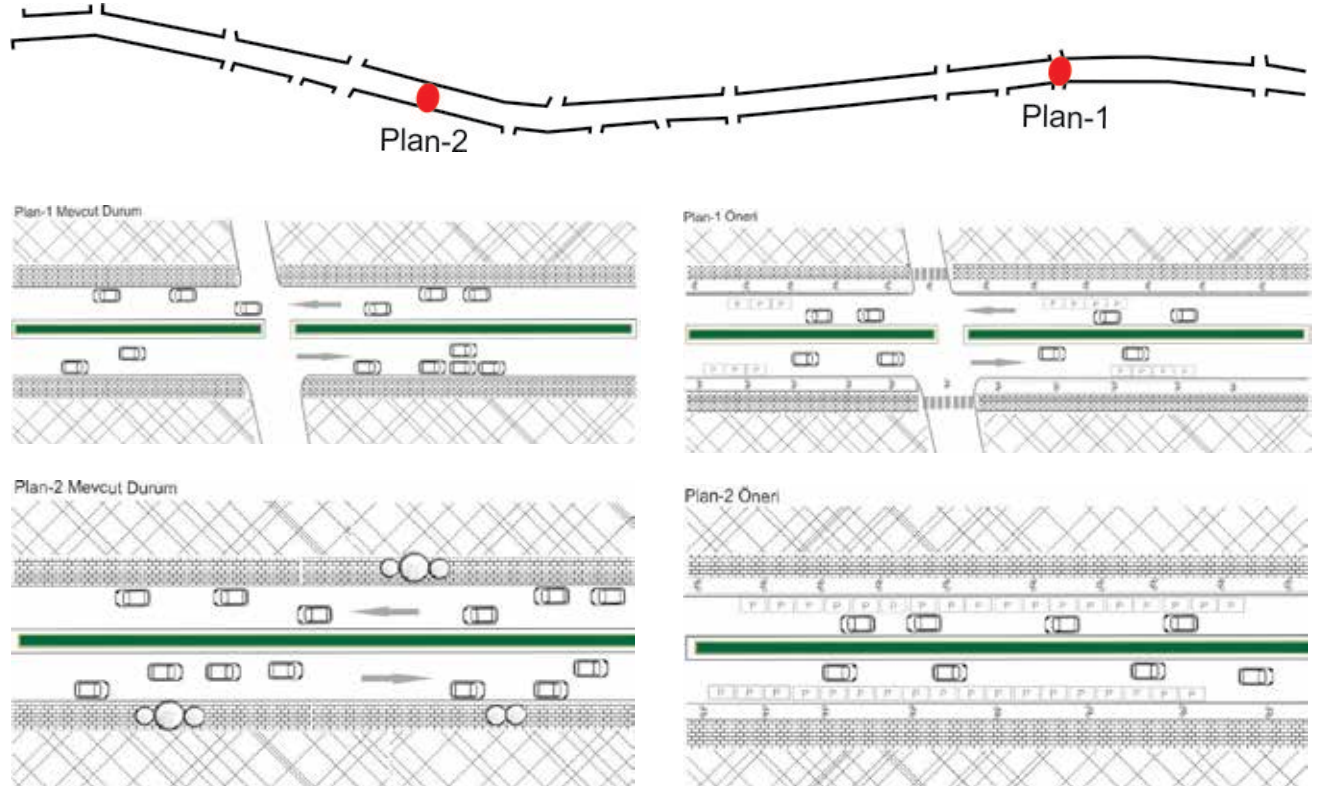 Plan-2
Plan-1
Plan-1 Mevcut Durum
Plan-1 Öneri
P P P
P P P P
P P P
P P P P P
Plan-2 Mevcut Durum
Plan-2 Öneri
P P P P P P P P P P P P P P P P P P
P P P P P P P P P P P P P P P P P